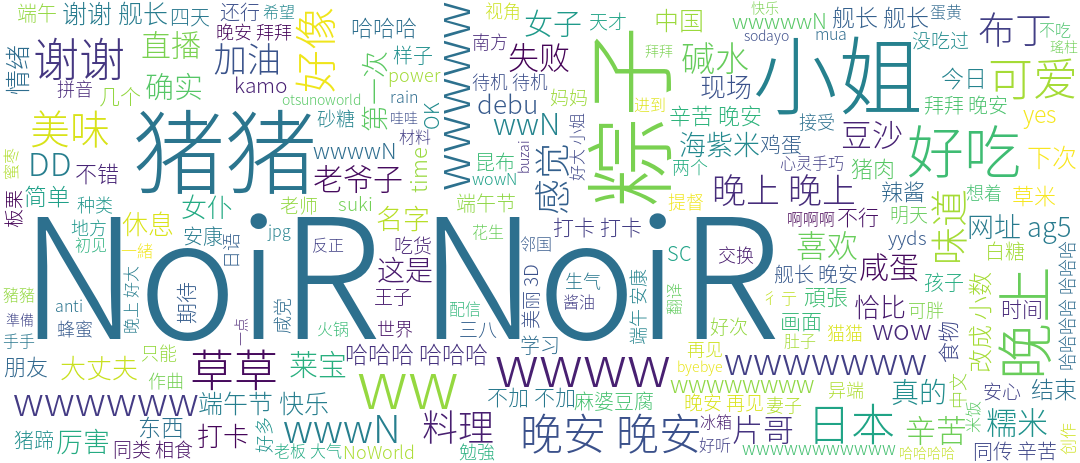 端午
谢谢 舰长
四天
还行
希望
哈哈哈
视角
女子
天才
wwwwwN
快乐
舰长 舰长
蛋黄
mua
没吃过
布丁
不吃
瑶柱
情绪
谢谢
直播
加油
晚安 拜拜
好像
南方
失败
中国
sodayo
拜拜
小姐
碱水
拼音
确实
kamo
样子
power
待机 待机
现场
今日
可爱
几个
otsunoworld
第一次
rain
OK
debu
妈妈
进到
辛苦 晚安
接受
拜拜 晚安
yes
美味
猪猪
砂糖
哇哇
材料
wwN
粽子
海紫米
鸡蛋
豆沙
好吃
下次
蜜枣
DD
不错
wwwwN
老爷子
time
wwwwwwww
昆布
wowN
buzai
好大 小姐
感觉
两个
心灵手巧
猪肉
辣酱
想着
草米
板栗
简单
种类
女仆
老师
suki
名字
端午节
晚上 晚上
提督
啊啊啊
不行
味道
网址 ag5
地方
初见
休息
一緒
安康
日语
jpg
反正
吃货
花生
打卡 打卡
邻国
SC
交换
明天
yyds
白糖
喜欢
咸蛋
NoiR NoiR
豬豬
anti
晚上 好大
期待
咸党
这是
王子
配信
美丽 3D
生气
酱油
端午 安康
翻译
舰长 晚安
彳亍
頑張
孩子
时间
改成 小数
晚上
哈哈哈哈 哈哈哈哈
準備
手手
蜂蜜
一点
火锅
世界
三八
学习
好次
画面
肚子
恰比
可胖
猫猫
wow
食物
朋友
大丈夫
只能
作曲
草草
莱宝
哈哈哈 哈哈哈
ww
wwww
再见
byebye
wwwwwwww
异端
中文
米饭
安心
结束
wwwwww
端午节 快乐
不加 不加
麻婆豆腐
wwwwwwwww
晚安 再见
妻子
真的
糯米
猪蹄
厉害
东西
同类 相食
打卡
好多
老板 大气
wwwN
NoWorld
料理
勉強
晚安 晚安
冰箱
好听
片哥
wwwwwwwwww
日本
辛苦
哈哈哈哈
同传 辛苦
创作